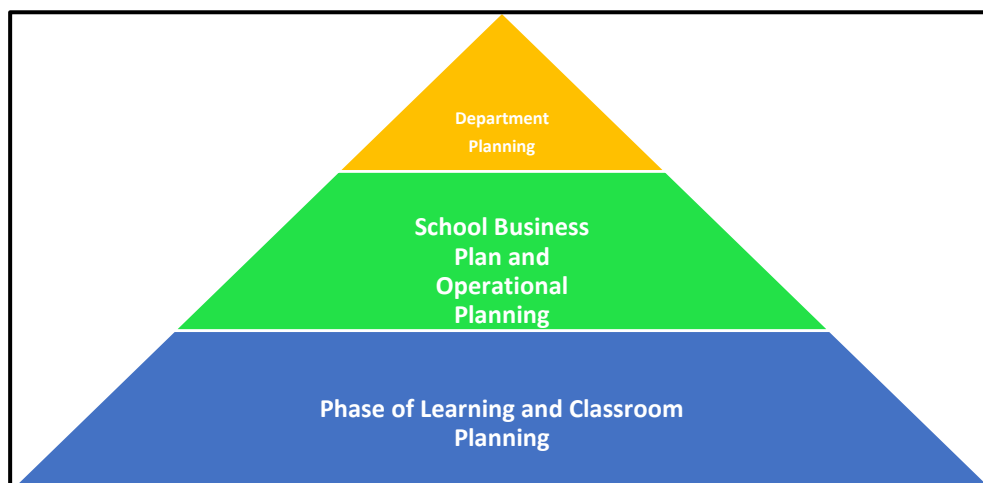 Department
Planning
School Business
Plan and
Operational
Planning
Phase of Learning and Classroom
Planning